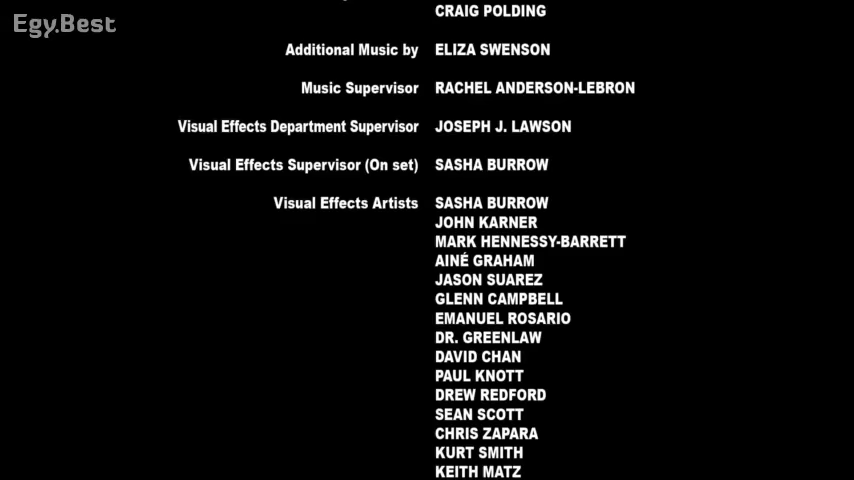 Egy.Best
CRAIG POLDING
Additional Music by ELIZA SWENSON
Music Supervisor RACHEL ANDERSON-LEBRON
Visual Effects Department Supervisor JOSEPH J. LAWSON
Visual Effects Supervisor (On set) SASHA BURROW
Visual Effects Artists SASHA BURROW
JOHN KARNER
MARK HENNESSY-BARRETT
AINÉ GRAHAM
JASON SUAREZ
GLENN CAMPBELL
EMANUEL ROSARIO
DR. GREENLAW
DAVID CHAN
PAUL KNOTT
DREW REDFORD
SEAN SCOTT
CHRIS ZAPARA
KURT SMITH
KEITH MATZ